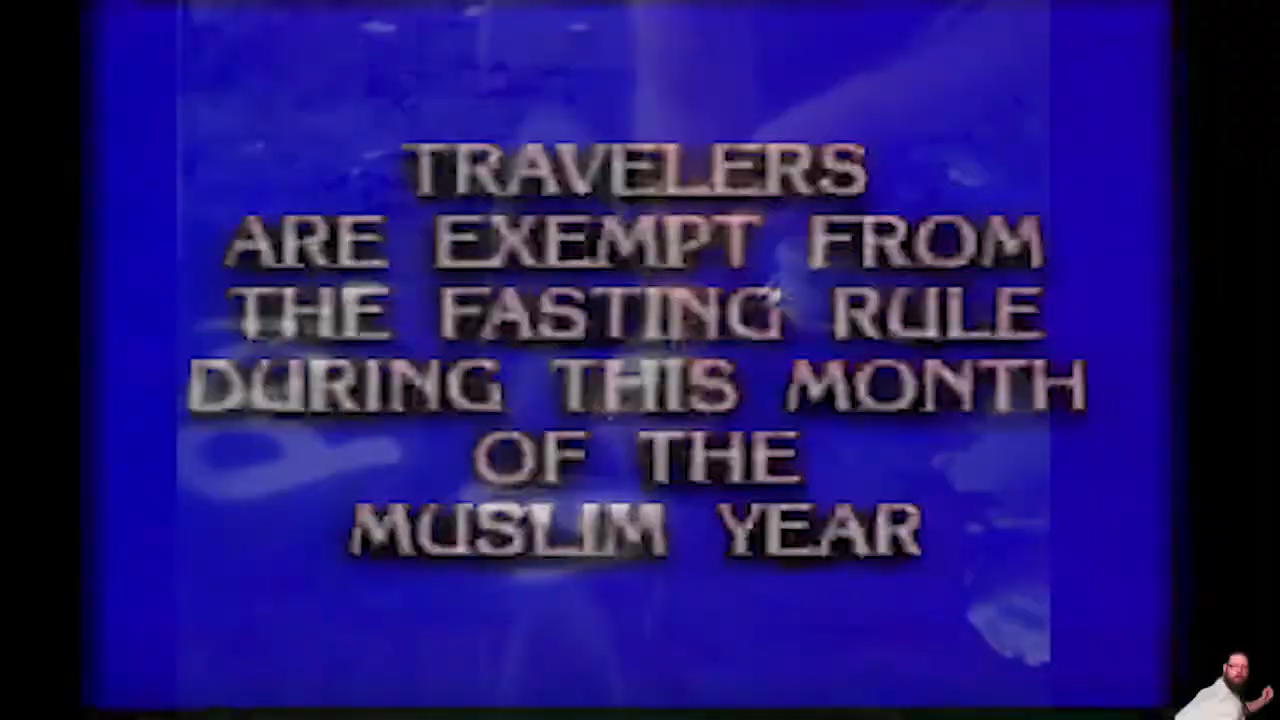 TRAVELERS
ARE EXEMPT FROM
THE FASTING RULE
DURING THIS MONTH
OF THE
MUSLIM YEAR